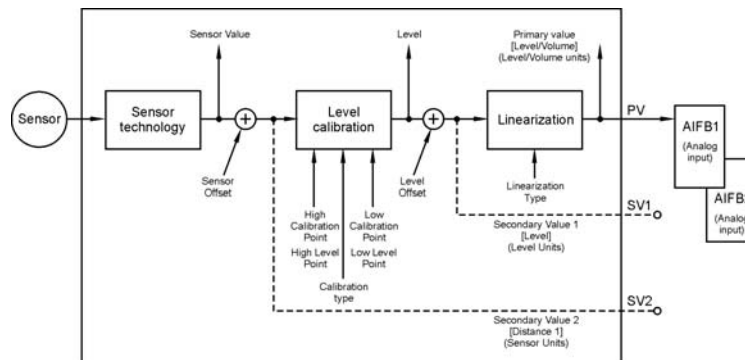 Sensor Value
Level
Primary value
[Level/Volume]
(Level/Volume units)
Sensor
Sensor
technology
Level
calibration
Linearization
PV
AIFB1
(Analog
input)
Sensor
Offset
Level
Offset
Linearization
Type
High
Calibration
Point
Low
Calibration
Point
High Level
Point
Low Level
Point
Calibration
type
Secondary Value 1
[Level]
(Level Units)
SV1
(Analog
input)
SV2
Secondary Value 2
[Distance 1]
(Sensor Units)